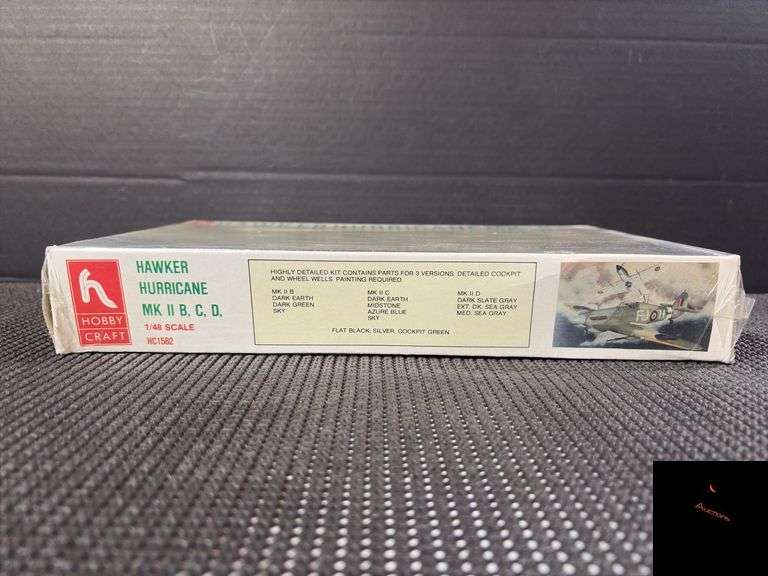 HOBBY
CRAFT
HAWKER
HURRICANE
MK II B, C, D.
1/48 SCALE
HC1582
HIGHLY DETAILED KIT CONTAINS PARTS FOR 3 VERSIONS. DETAILED COCKPIT
AND WHEEL WELLS. PAINTING REQUIRED
MK II B
DARK EARTH
DARK GREEN
SKY
MK II C
DARK EARTH
MIDSTONE
AZURE BLUE
SKY
MK II D
DARK SLATE GRAY
EXT. DK. SEA GRAY
MED. SEA GRAY
FLAT BLACK, SILVER, COCKPIT GREEN
Auctions